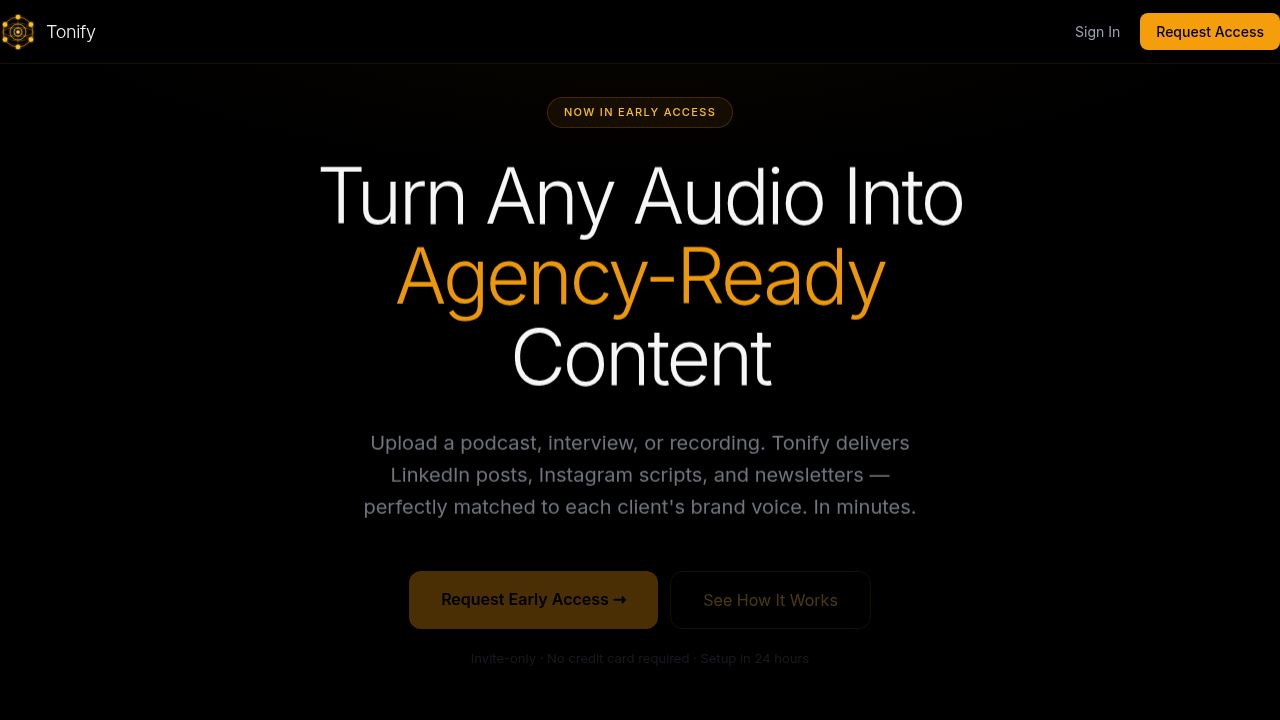 Tonify
Sign In
Request Access
NOW IN EARLY ACCESS
Turn Any Audio Into
Agency-Ready
Content
Upload a podcast, interview, or recording. Tonify delivers
LinkedIn posts, Instagram scripts, and newsletters —
perfectly matched to each client's brand voice. In minutes.
Request Early Access →
See How It Works
Invite-only · No credit card required · Setup in 24 hours